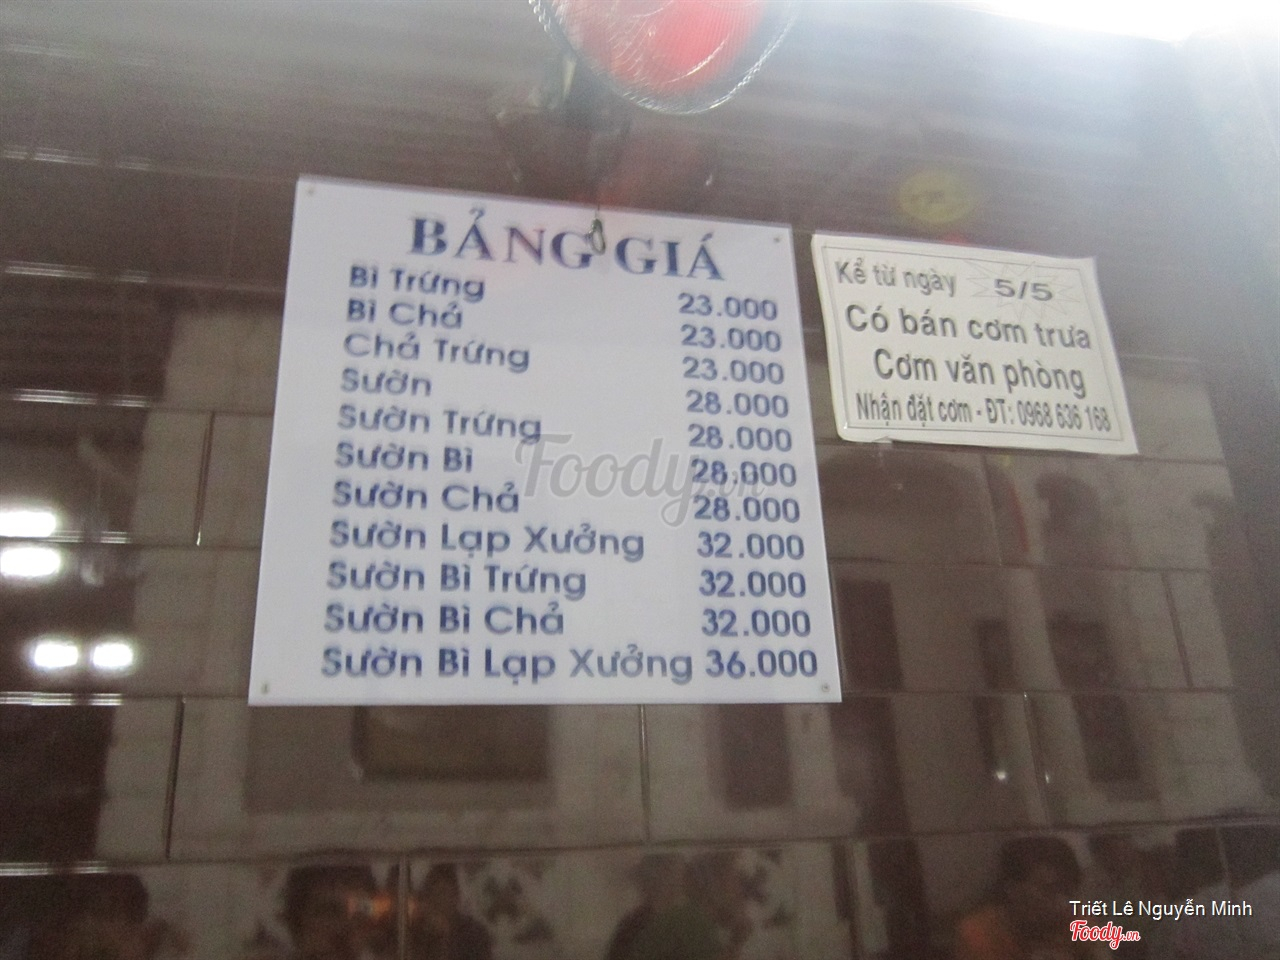 BẢNG GIÁ
Bì Trứng 23.000
Bì Chả 23.000
Chả Trứng 23.000
Sườn 28.000
Sườn Trứng 28.000
Sườn Bì 28.000
Sườn Chả 28.000
Sườn Lạp Xưởng 32.000
Sườn Bì Trứng 32.000
Sườn Bì Chả 32.000
Sườn Bì Lạp Xưởng 36.000
Kể từ ngày 5/5
Có bán cơm trưa
Cơm văn phòng
Nhận đặt cơm - ĐT: 0968 636 168
Foody.vn
Triết Lê Nguyễn Minh
Foody.vn